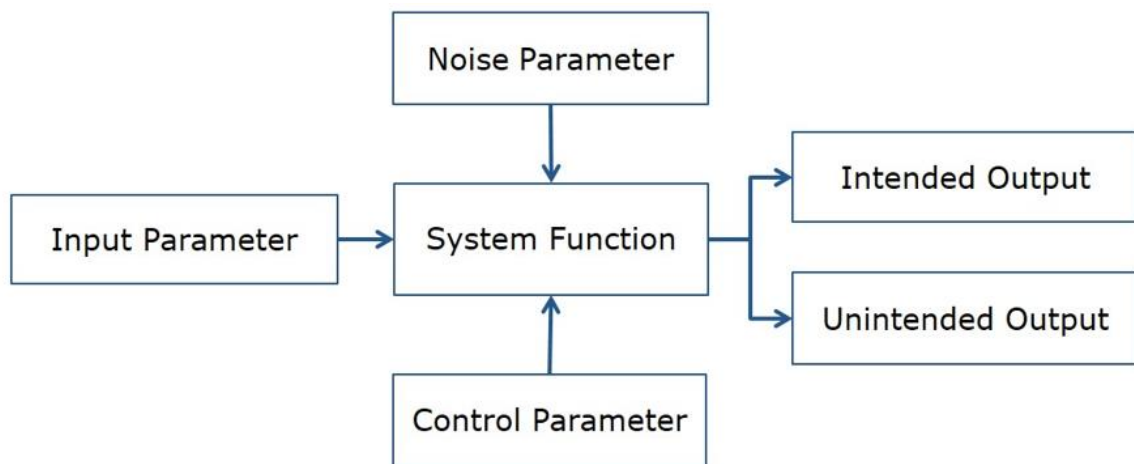 Noise Parameter
Input Parameter
System Function
Intended Output
Unintended Output
Control Parameter